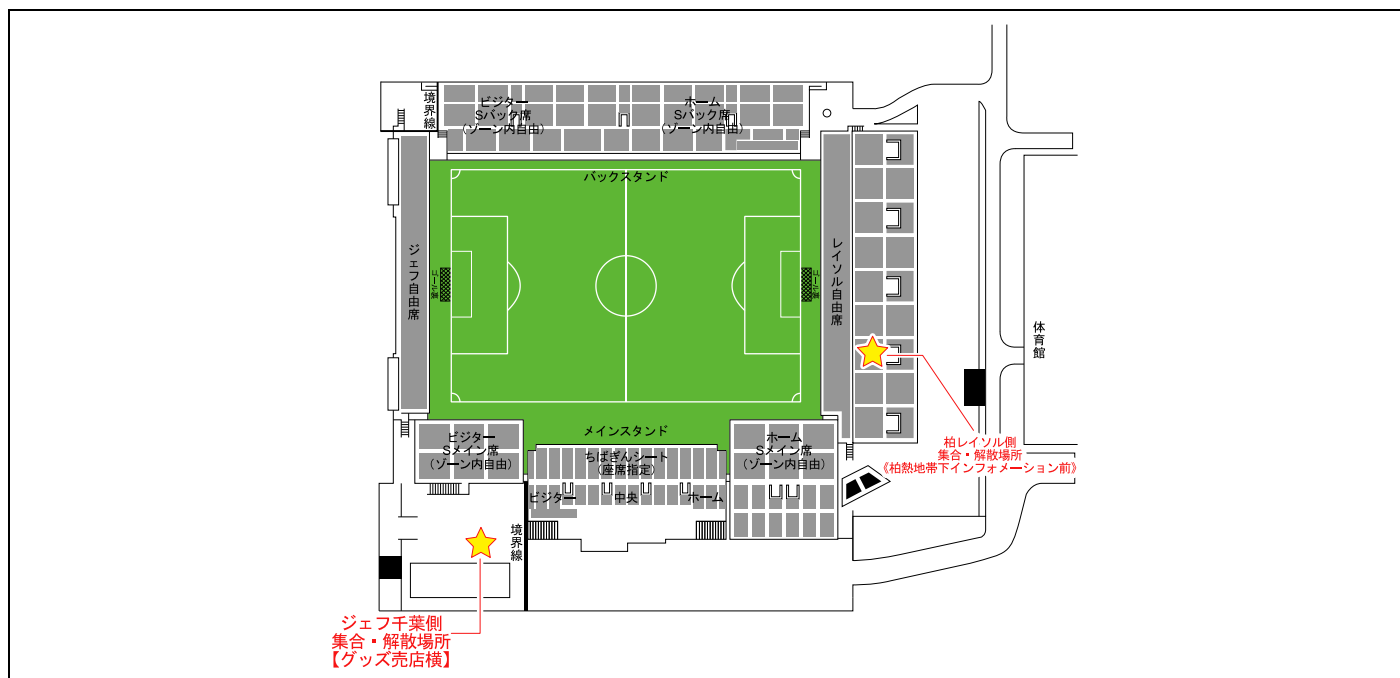 境界線
ビジター
Sバック席
(ゾーン内自由)
ホーム
Sバック席
(ゾーン内自由)
バックスタンド
ジェフ自由席
ゴール裏
ゴール裏
レイソル自由席
体育館
メインスタンド
ビジター
Sメイン席
(ゾーン内自由)
ちばぎんシート
(座席指定)
ホーム
Sメイン席
(ゾーン内自由)
ビジター
中央
ホーム
境界線
柏レイソル側
集合・解散場所
《柏熱地帯下インフォメーション前》
ジェフ千葉側
集合・解散場所
【グッズ売店横】